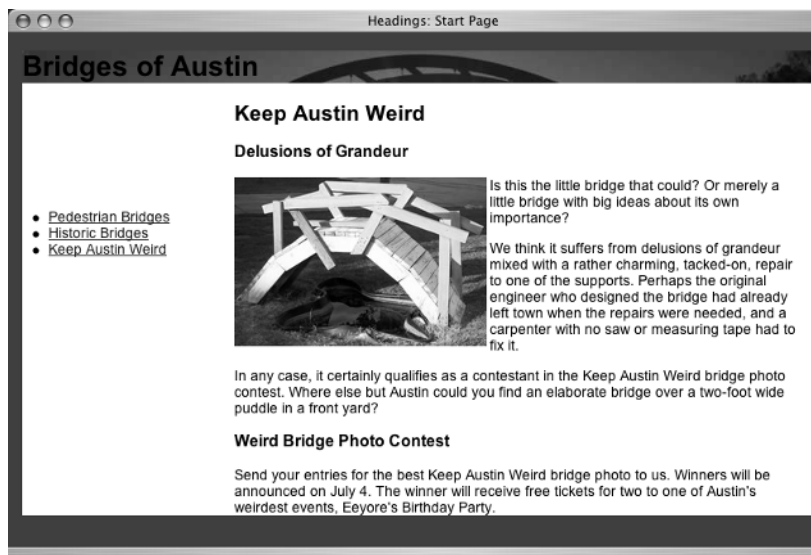 Headings: Start Page
Bridges of Austin
Pedestrian Bridges
Historic Bridges
Keep Austin Weird
Keep Austin Weird
Delusions of Grandeur
Is this the little bridge that could? Or merely a
little bridge with big ideas about its own
importance?
We think it suffers from delusions of grandeur
mixed with a rather charming, tacked-on, repair
to one of the supports. Perhaps the original
engineer who designed the bridge had already
left town when the repairs were needed, and a
carpenter with no saw or measuring tape had to
fix it.
In any case, it certainly qualifies as a contestant in the Keep Austin Weird bridge photo
contest. Where else but Austin could you find an elaborate bridge over a two-foot wide
puddle in a front yard?
Weird Bridge Photo Contest
Send your entries for the best Keep Austin Weird bridge photo to us. Winners will be
announced on July 4. The winner will receive free tickets for two to one of Austin's
weirdest events, Eeyore's Birthday Party.